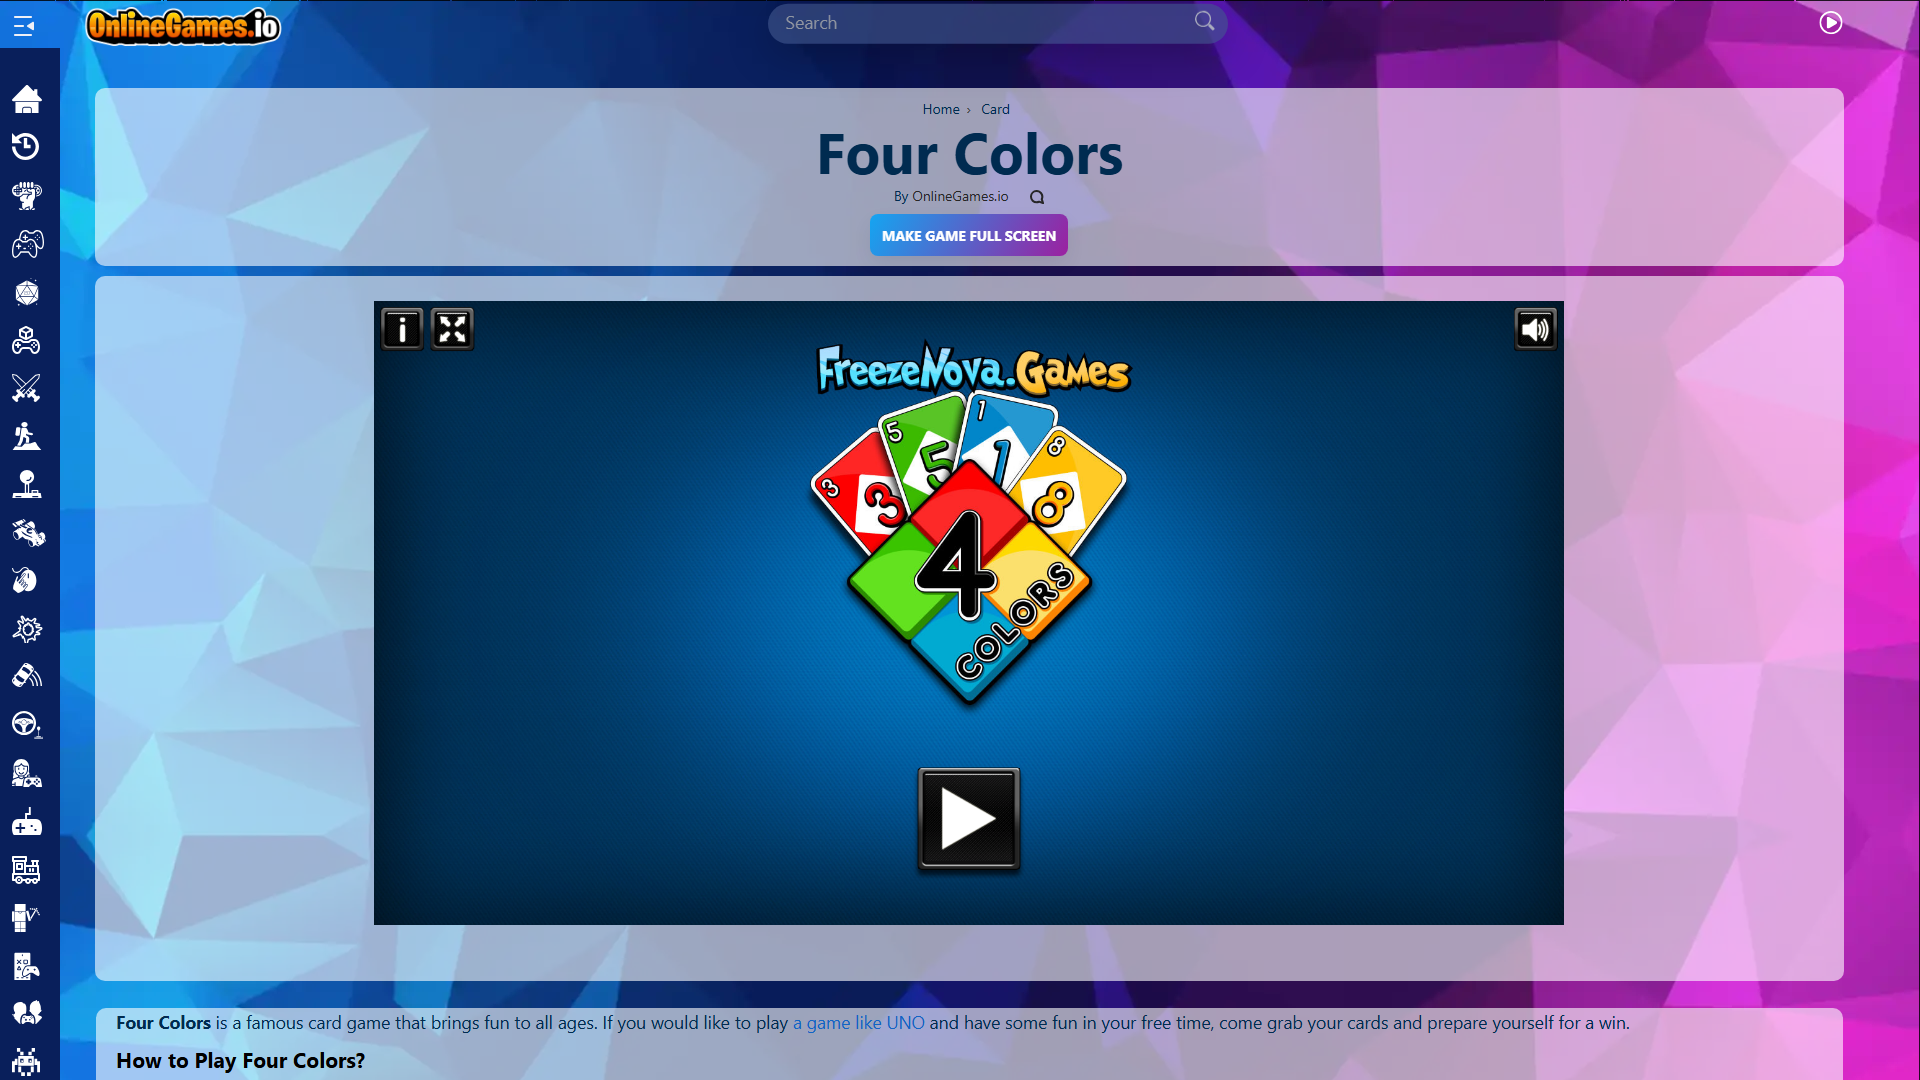 OnlineGames.io
Search
Home › Card
Four Colors
By OnlineGames.io
MAKE GAME FULL SCREEN
i
FreezeNova.Games
3 3 5 5 1 1 8 8
4
COLORS
Four Colors is a famous card game that brings fun to all ages. If you would like to play a game like UNO and have some fun in your free time, come grab your cards and prepare yourself for a win.
How to Play Four Colors?